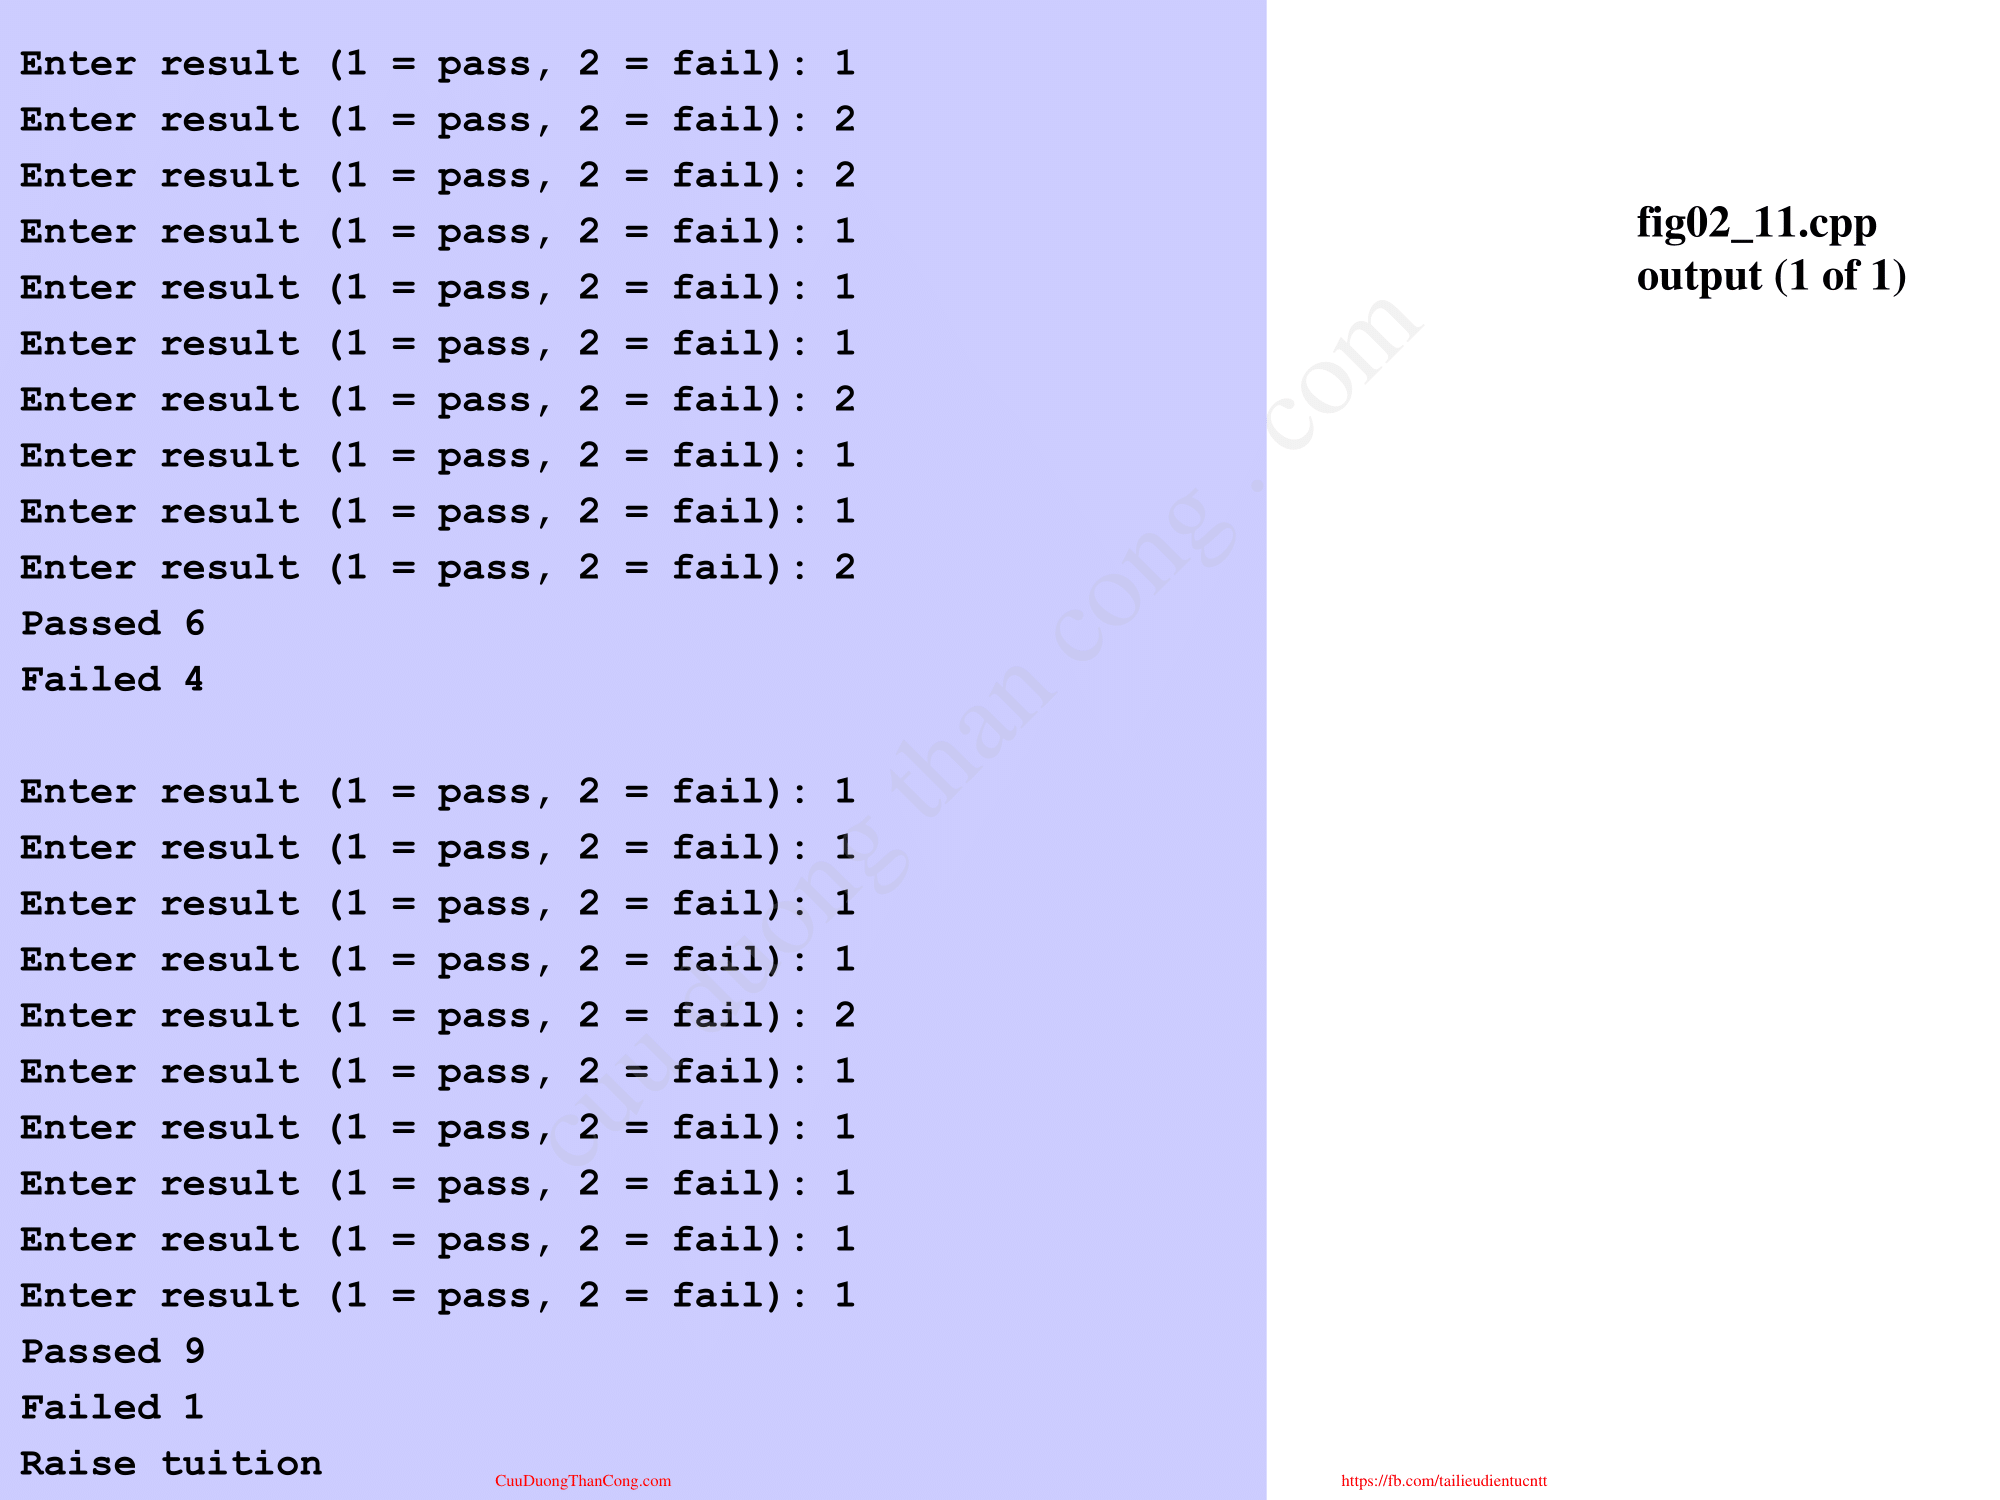 Enter result (1 = pass, 2 = fail): 1
Enter result (1 = pass, 2 = fail): 2
Enter result (1 = pass, 2 = fail): 2
Enter result (1 = pass, 2 = fail): 1
Enter result (1 = pass, 2 = fail): 1
Enter result (1 = pass, 2 = fail): 1
Enter result (1 = pass, 2 = fail): 2
Enter result (1 = pass, 2 = fail): 1
Enter result (1 = pass, 2 = fail): 1
Enter result (1 = pass, 2 = fail): 2
Passed 6
Failed 4
Enter result (1 = pass, 2 = fail): 1
Enter result (1 = pass, 2 = fail): 1
Enter result (1 = pass, 2 = fail): 1
Enter result (1 = pass, 2 = fail): 1
Enter result (1 = pass, 2 = fail): 2
Enter result (1 = pass, 2 = fail): 1
Enter result (1 = pass, 2 = fail): 1
Enter result (1 = pass, 2 = fail): 1
Enter result (1 = pass, 2 = fail): 1
Enter result (1 = pass, 2 = fail): 1
Passed 9
Failed 1
Raise tuition
fig02_11.cpp
output (1 of 1)
cuu duong than cong . com
CuuDuongThanCong.com
https://fb.com/tailieudientucntt